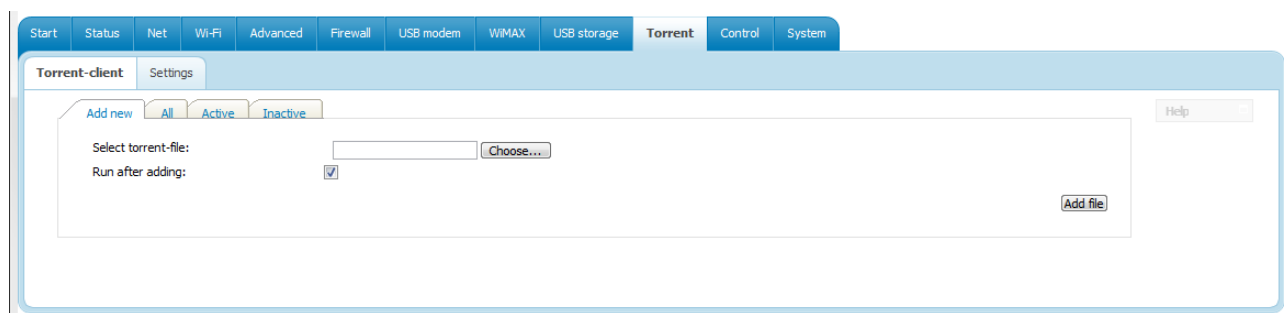 Start Status Net Wi-Fi Advanced Firewall USB modem WiMAX USB storage Torrent Control System
Torrent-client Settings
Add new All Active Inactive Help
Select torrent-file: Choose...
Run after adding:
Add file